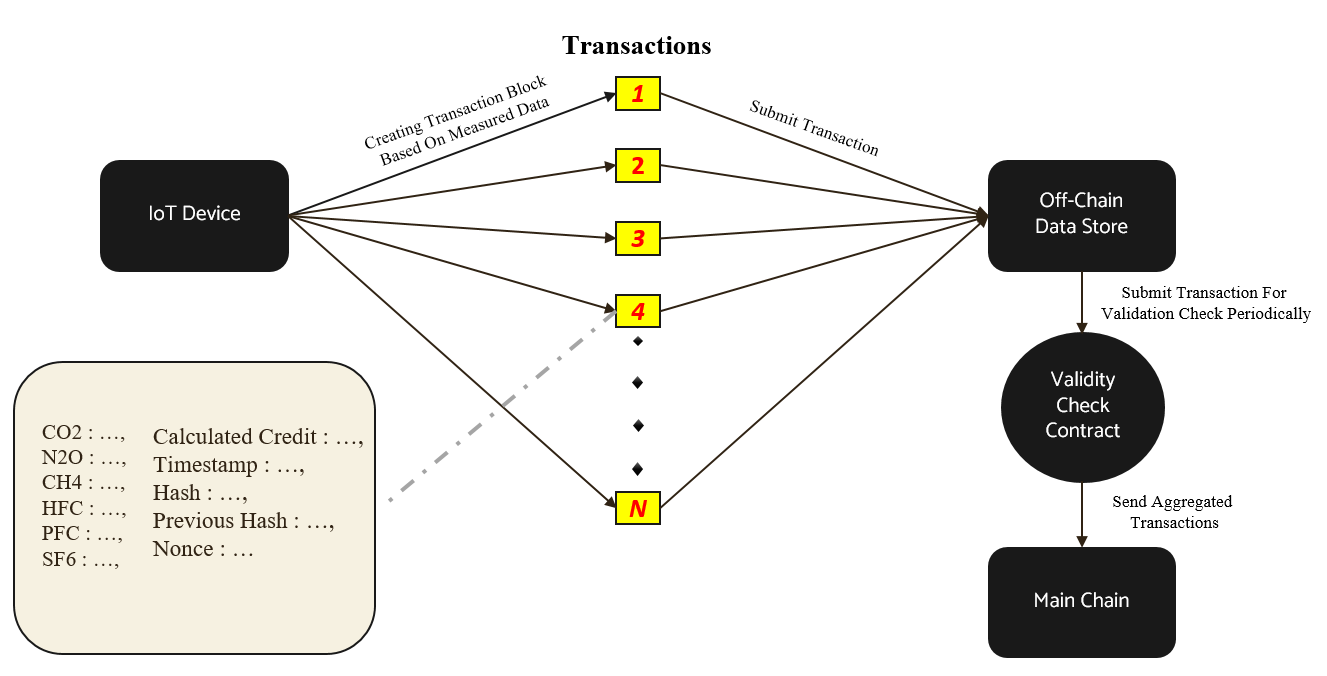 Transactions
Creating Transaction Block
Based On Measured Data
1
Submit Transaction
2
3
4
N
IoT Device
Off-Chain
Data Store
Submit Transaction For
Validation Check Periodically
Validity
Check
Contract
Send Aggregated
Transactions
Main Chain
CO2 : …,
N2O : …,
CH4 : …,
HFC : …,
PFC : …,
SF6 : …,
Calculated Credit : …,
Timestamp : …,
Hash : …,
Previous Hash : …,
Nonce : …